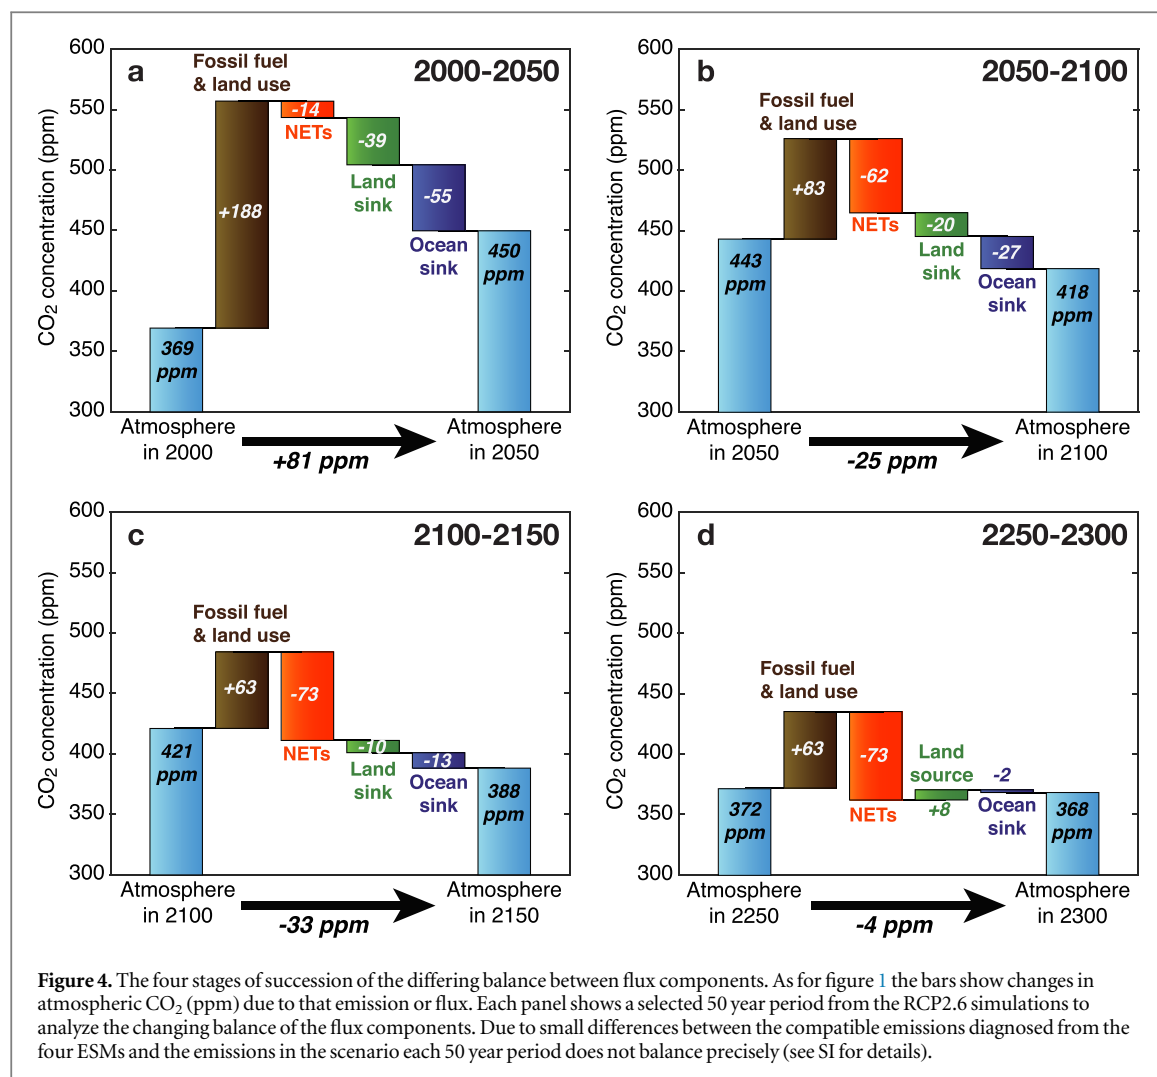 a
2000-2050
Fossil fuel
& land use
600
550
500
450
400
350
300
CO2 concentration (ppm)
+188
-14
NETs
-39
Land
sink
-55
Ocean
sink
369
ppm
450
ppm
Atmosphere
in 2000
+81 ppm
Atmosphere
in 2050
b
2050-2100
Fossil fuel
& land use
600
550
500
450
400
350
300
CO2 concentration (ppm)
+83
-62
NETs
-20
Land
sink
-27
Ocean
sink
443
ppm
418
ppm
Atmosphere
in 2050
-25 ppm
Atmosphere
in 2100
c
2100-2150
Fossil fuel
& land use
600
550
500
450
400
350
300
CO2 concentration (ppm)
+63
-73
NETs
-10
Land
sink
-13
Ocean
sink
421
ppm
388
ppm
Atmosphere
in 2100
-33 ppm
Atmosphere
in 2150
d
2250-2300
Fossil fuel
& land use
600
550
500
450
400
350
300
CO2 concentration (ppm)
+63
-73
NETs
Land
source
+8
-2
Ocean
sink
372
ppm
368
ppm
Atmosphere
in 2250
-4 ppm
Atmosphere
in 2300
Figure 4. The four stages of succession of the differing balance between flux components. As for figure 1 the bars show changes in
atmospheric CO2 (ppm) due to that emission or flux. Each panel shows a selected 50 year period from the RCP2.6 simulations to
analyze the changing balance of the flux components. Due to small differences between the compatible emissions diagnosed from the
four ESMs and the emissions in the scenario each 50 year period does not balance precisely (see SI for details).